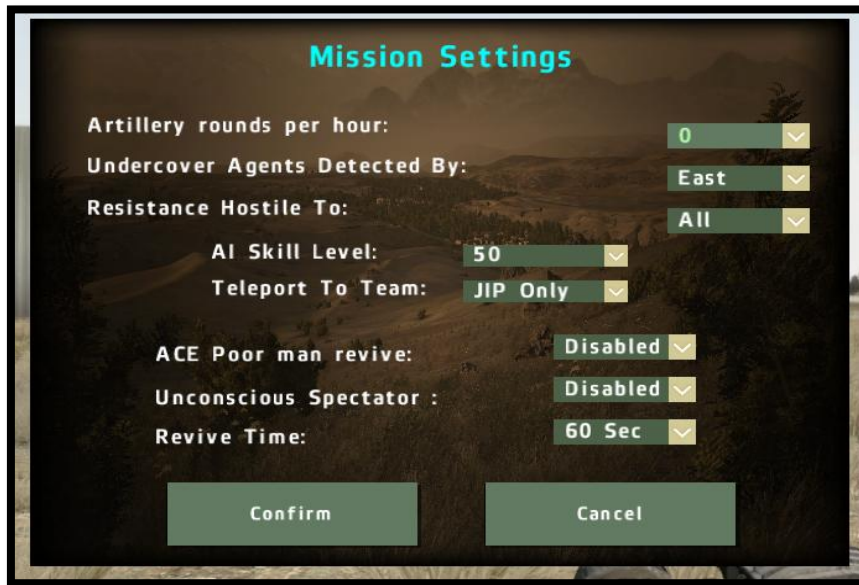 Mission Settings
Artillery rounds per hour: 0
Undercover Agents Detected By: East
Resistance Hostile To: All
AI Skill Level: 50
Teleport To Team: JIP Only
ACE Poor man revive: Disabled
Unconscious Spectator : Disabled
Revive Time: 60 Sec
Confirm Cancel